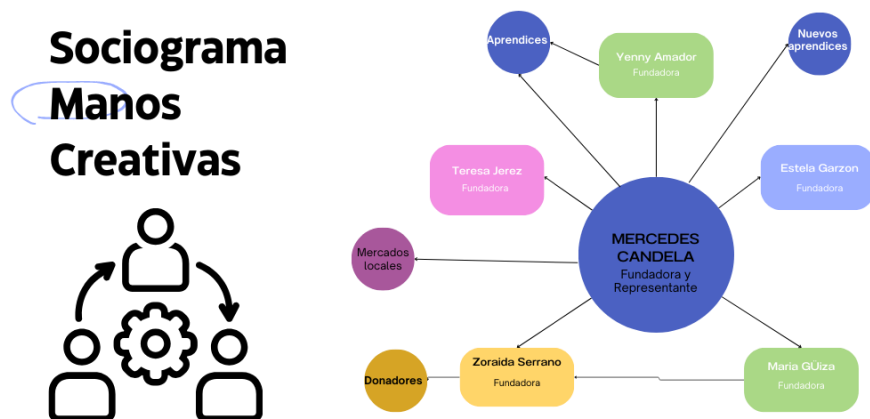 Sociograma
Manos
Creativas
Aprendices
Yenny Amador
Fundadora
Nuevos
aprendices
Teresa Jerez
Fundadora
Estela Garzon
Fundadora
MERCEDES
CANDELA
Fundadora y
Representante
Mercados
locales
Donadores
Zoraida Serrano
Fundadora
Maria GÜiza
Fundadora